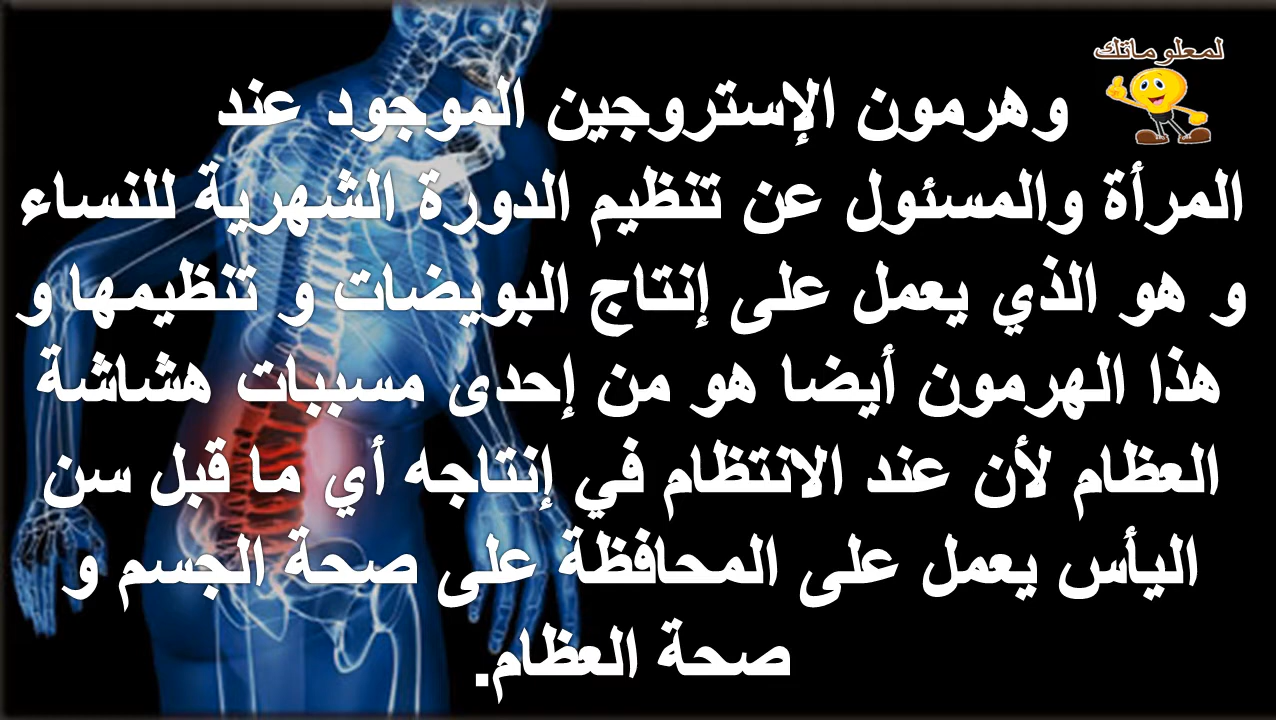 لمعلوماتك
وهرمون الإستروجين الموجود عند
المرأة والمسئول عن تنظيم الدورة الشهرية للنساء
و هو الذي يعمل على إنتاج البويضات و تنظيمها و
هذا الهرمون أيضا هو من إحدى مسببات هشاشة
العظام لأن عند الانتظام في إنتاجه أي ما قبل سن
اليأس يعمل على المحافظة على صحة الجسم و
صحة العظام.